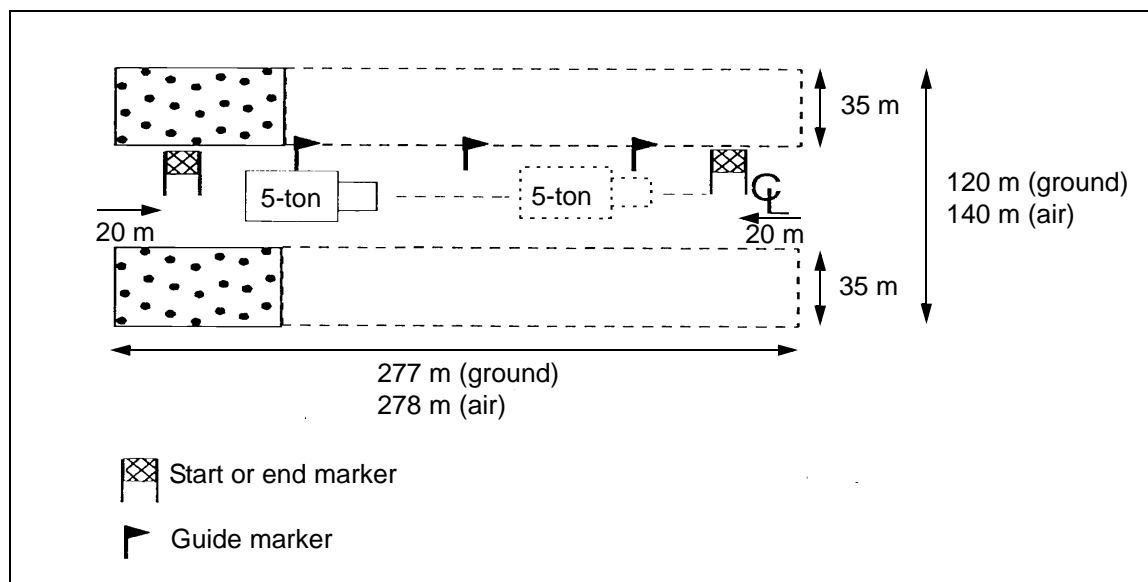 35 m
5-ton
5-ton
CL
120 m (ground)
140 m (air)
20 m
20 m
35 m
277 m (ground)
278 m (air)
Start or end marker
Guide marker